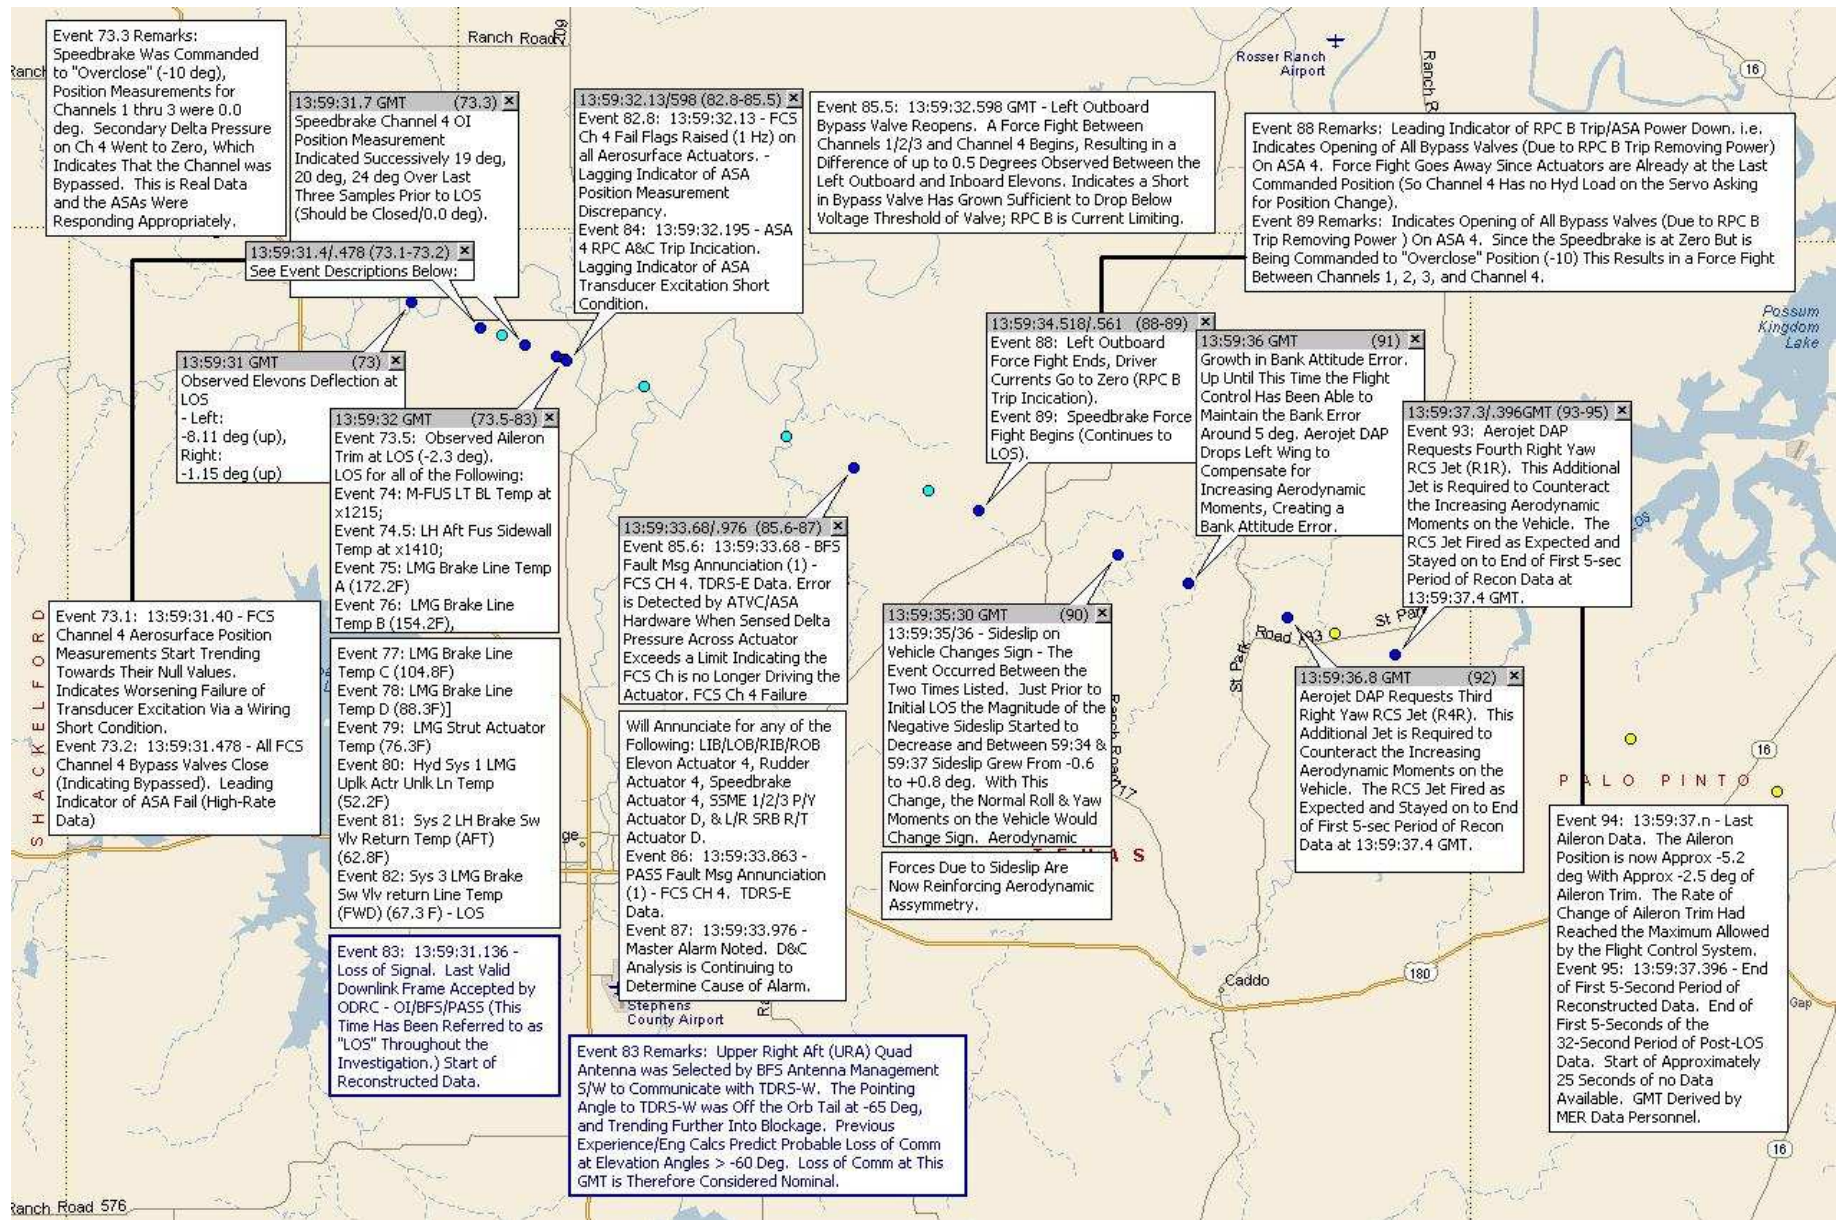 Event 73.3 Remarks:
Speedbrake Was Commanded
to "Overclose" (-10 deg),
Position Measurements for
Channels 1 thru 3 were 0.0
deg. Secondary Delta Pressure
on Ch 4 Went to Zero, Which
Indicates That the Channel was
Bypassed. This is Real Data
and the ASAs Were
Responding Appropriately.
Ranch Road
209
Ranch
13:59:31.7 GMT (73.3)
Speedbrake Channel 4 OI
Position Measurement
Indicated Successively 19 deg,
20 deg, 24 deg Over Last
Three Samples Prior to LOS
(Should be Closed/0.0 deg).
13:59:31.4/.478 (73.1-73.2)
See Event Descriptions Below:
13:59:32.13/598 (82.8-85.5)
Event 82.8: 13:59:32.13 - FCS
Ch 4 Fail Flags Raised (1 Hz) on
all Aerosurface Actuators. -
Lagging Indicator of ASA
Position Measurement
Discrepancy.
Event 84: 13:59:32.195 - ASA
4 RPC A&C Trip Incication.
Lagging Indicator of ASA
Transducer Excitation Short
Condition.
Event 85.5: 13:59:32.598 GMT - Left Outboard
Bypass Valve Reopens. A Force Fight Between
Channels 1/2/3 and Channel 4 Begins, Resulting in a
Difference of up to 0.5 Degrees Observed Between the
Left Outboard and Inboard Elevons. Indicates a Short
in Bypass Valve Has Grown Sufficient to Drop Below
Voltage Threshold of Valve; RPC B is Current Limiting.
Rosser Ranch
Airport
Ranch R
16
Event 88 Remarks: Leading Indicator of RPC B Trip/ASA Power Down. i.e.
Indicates Opening of All Bypass Valves (Due to RPC B Trip Removing Power)
On ASA 4. Force Fight Goes Away Since Actuators are Already at the Last
Commanded Position (So Channel 4 Has no Hyd Load on the Servo Asking
for Position Change).
Event 89 Remarks: Indicates Opening of All Bypass Valves (Due to RPC B
Trip Removing Power ) On ASA 4. Since the Speedbrake is at Zero But is
Being Commanded to "Overclose" Position (-10) This Results in a Force Fight
Between Channels 1, 2, 3, and Channel 4.
Possum
Kingdom
Lake
13:59:31 GMT (73)
Observed Elevons Deflection at
LOS
- Left:
-8.11 deg (up),
Right:
-1.15 deg (up)
13:59:32 GMT (73.5-83)
Event 73.5: Observed Aileron
Trim at LOS (-2.3 deg).
LOS for all of the Following:
Event 74: M-FUS LT BL Temp at
x1215;
Event 74.5: LH Aft Fus Sidewall
Temp at x1410;
Event 75: LMG Brake Line Temp
A (172.2F)
Event 76: LMG Brake Line
Temp B (154.2F),
Event 77: LMG Brake Line
Temp C (104.8F)
Event 78: LMG Brake Line
Temp D (88.3F)]
Event 79: LMG Strut Actuator
Temp (76.3F)
Event 80: Hyd Sys 1 LMG
Uplk Actr Unlk Ln Temp
(52.2F)
Event 81: Sys 2 LH Brake Sw
Vlv Return Temp (AFT)
(62.8F)
Event 82: Sys 3 LMG Brake
Sw Vlv return Line Temp
(FWD) (67.3 F) - LOS
Event 83: 13:59:31.136 -
Loss of Signal. Last Valid
Downlink Frame Accepted by
ODRC - OI/BFS/PASS (This
Time Has Been Referred to as
"LOS" Throughout the
Investigation.) Start of
Reconstructed Data.
SHACKELFORD
Event 73.1: 13:59:31.40 - FCS
Channel 4 Aerosurface Position
Measurements Start Trending
Towards Their Null Values.
Indicates Worsening Failure of
Transducer Excitation Via a Wiring
Short Condition.
Event 73.2: 13:59:31.478 - All FCS
Channel 4 Bypass Valves Close
(Indicating Bypassed). Leading
Indicator of ASA Fail (High-Rate
Data)
13:59:33.68/.976 (85.6-87)
Event 85.6: 13:59:33.68 - BFS
Fault Msg Annunciation (1) -
FCS CH 4. TDRS-E Data. Error
is Detected by ATVC/ASA
Hardware When Sensed Delta
Pressure Across Actuator
Exceeds a Limit Indicating the
FCS Ch is no Longer Driving the
Actuator. FCS Ch 4 Failure
Will Annunciate for any of the
Following: LIB/LOB/RIB/ROB
Elevon Actuator 4, Rudder
Actuator 4, Speedbrake
Actuator 4, SSME 1/2/3 P/Y
Actuator D, & L/R SRB R/T
Actuator D.
Event 86: 13:59:33.863 -
PASS Fault Msg Annunciation
(1) - FCS CH 4. TDRS-E
Data.
Event 87: 13:59:33.976 -
Master Alarm Noted. D&C
Analysis is Continuing to
Determine Cause of Alarm.
ge
Stephens
County Airport
Ra
Event 83 Remarks: Upper Right Aft (URA) Quad
Antenna was Selected by BFS Antenna Management
S/W to Communicate with TDRS-W. The Pointing
Angle to TDRS-W was Off the Orb Tail at -65 Deg,
and Trending Further Into Blockage. Previous
Experience/Eng Calcs Predict Probable Loss of Comm
at Elevation Angles > -60 Deg. Loss of Comm at This
GMT is Therefore Considered Nominal.
13:59:34.518/.561 (88-89)
Event 88: Left Outboard
Force Fight Ends, Driver
Currents Go to Zero (RPC B
Trip Incication).
Event 89: Speedbrake Force
Fight Begins (Continues to
LOS).
13:59:36 GMT (91)
Growth in Bank Attitude Error.
Up Until This Time the Flight
Control Has Been Able to
Maintain the Bank Error
Around 5 deg. Aerojet DAP
Drops Left Wing to
Compensate for
Increasing Aerodynamic
Moments, Creating a
Bank Attitude Error.
13:59:37.3/.396GMT (93-95)
Event 93: Aerojet DAP
Requests Fourth Right Yaw
RCS Jet (R1R). This Additional
Jet is Required to Counteract
the Increasing Aerodynamic
Moments on the Vehicle. The
RCS Jet Fired as Expected and
Stayed on to End of First 5-sec
Period of Recon Data at
13:59:37.4 GMT.
13:59:35:30 GMT (90)
13:59:35/36 - Sideslip on
Vehicle Changes Sign - The
Event Occurred Between the
Two Times Listed. Just Prior to
Initial LOS the Magnitude of the
Negative Sideslip Started to
Decrease and Between 59:34 &
59:37 Sideslip Grew From -0.6
to +0.8 deg. With This
Change, the Normal Roll & Yaw
Moments on the Vehicle Would
Change Sign. Aerodynamic
Forces Due to Sideslip Are
Now Reinforcing Aerodynamic
Assymmetry.
Ranch Road 717
St Park
Road 193
St Par
13:59:36.8 GMT (92)
Aerojet DAP Requests Third
Right Yaw RCS Jet (R4R). This
Additional Jet is Required to
Counteract the Increasing
Aerodynamic Moments on the
Vehicle. The RCS Jet Fired as
Expected and Stayed on to End
of First 5-sec Period of Recon
Data at 13:59:37.4 GMT.
16
PALO PINTO
Event 94: 13:59:37.n - Last
Aileron Data. The Aileron
Position is now Approx -5.2
deg With Approx -2.5 deg of
Aileron Trim. The Rate of
Change of Aileron Trim Had
Reached the Maximum Allowed
by the Flight Control System.
Event 95: 13:59:37.396 - End
of First 5-Second Period of
Reconstructed Data. End of
First 5-Seconds of the
32-Second Period of Post-LOS
Data. Start of Approximately
25 Seconds of no Data
Available. GMT Derived by
MER Data Personnel.
180
Caddo
Gap
16
Ranch Road 576